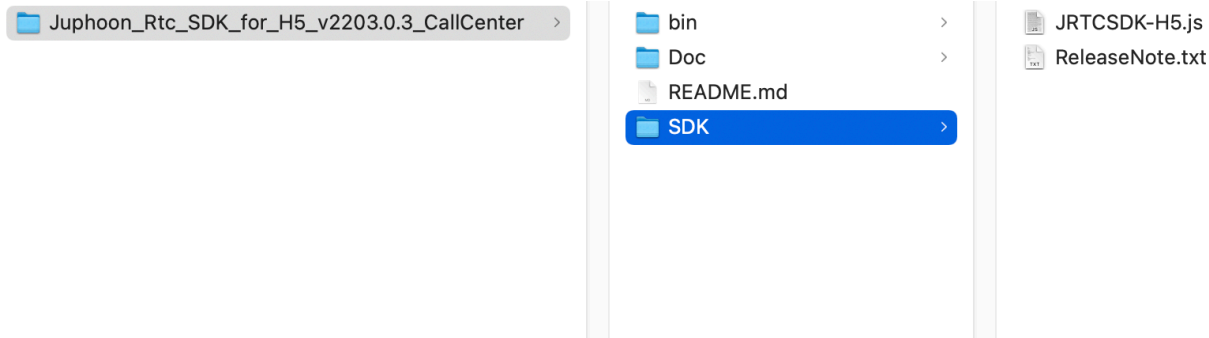 Juphoon_Rtc_SDK_for_H5_v2203.0.3_CallCenter
bin
Doc
README.md
SDK
JRTCSDK-H5.js
ReleaseNote.txt